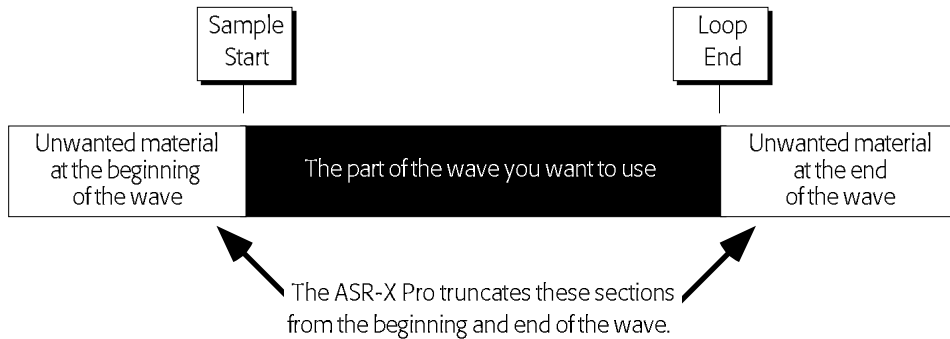 Sample
Start
Loop
End
Unwanted material
at the beginning
of the wave
The part of the wave you want to use
Unwanted material
at the end
of the wave
The ASR-X Pro truncates these sections
from the beginning and end of the wave.